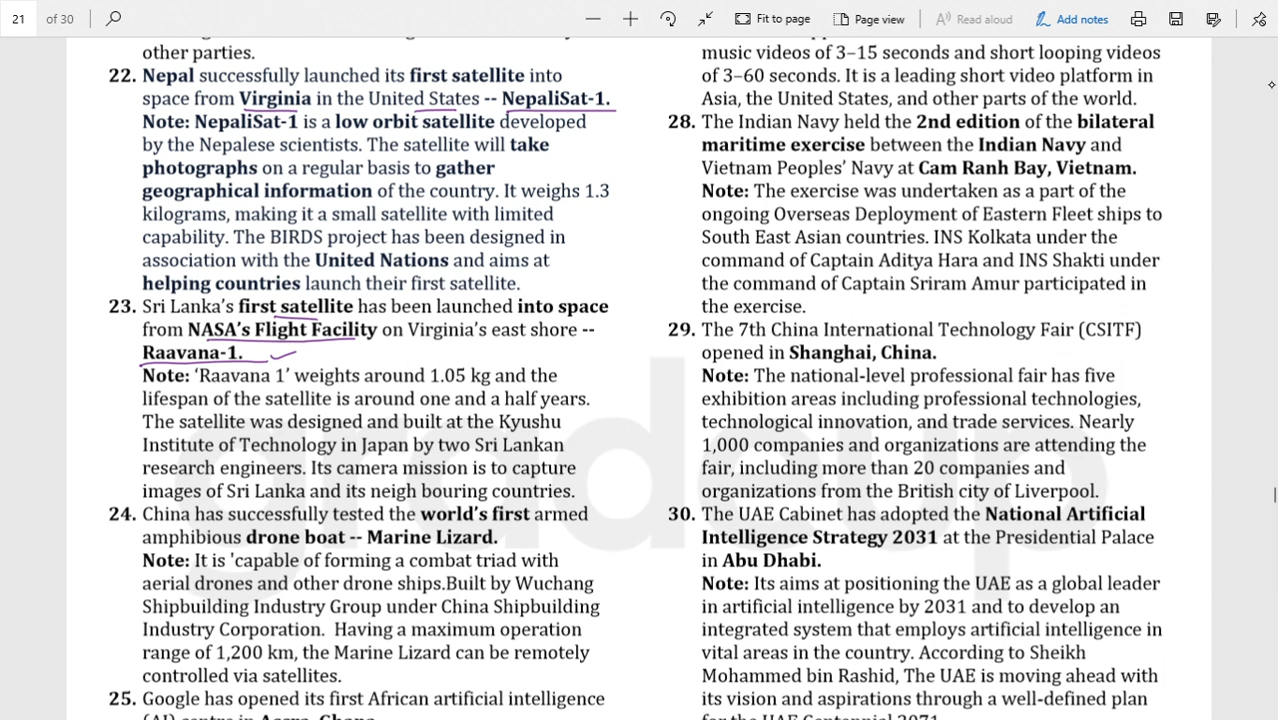 21 of 30
Fit to page
Page view
Read aloud
Add notes
other parties.
22. Nepal successfully launched its first satellite into
space from Virginia in the United States -- NepaliSat-1.
Note: NepaliSat-1 is a low orbit satellite developed
by the Nepalese scientists. The satellite will take
photographs on a regular basis to gather
geographical information of the country. It weighs 1.3
kilograms, making it a small satellite with limited
capability. The BIRDS project has been designed in
association with the United Nations and aims at
helping countries launch their first satellite.
23. Sri Lanka's first satellite has been launched into space
from NASA's Flight Facility on Virginia's east shore --
Raavana-1.
Note: 'Raavana 1' weights around 1.05 kg and the
lifespan of the satellite is around one and a half years.
The satellite was designed and built at the Kyushu
Institute of Technology in Japan by two Sri Lankan
research engineers. Its camera mission is to capture
images of Sri Lanka and its neigh bouring countries.
24. China has successfully tested the world's first armed
amphibious drone boat -- Marine Lizard.
Note: It is 'capable of forming a combat triad with
aerial drones and other drone ships.Built by Wuchang
Shipbuilding Industry Group under China Shipbuilding
Industry Corporation. Having a maximum operation
range of 1,200 km, the Marine Lizard can be remotely
controlled via satellites.
25. Google has opened its first African artificial intelligence
(AI) centre in Accra, Ghana.
music videos of 3–15 seconds and short looping videos
of 3–60 seconds. It is a leading short video platform in
Asia, the United States, and other parts of the world.
28. The Indian Navy held the 2nd edition of the bilateral
maritime exercise between the Indian Navy and
Vietnam Peoples' Navy at Cam Ranh Bay, Vietnam.
Note: The exercise was undertaken as a part of the
ongoing Overseas Deployment of Eastern Fleet ships to
South East Asian countries. INS Kolkata under the
command of Captain Aditya Hara and INS Shakti under
the command of Captain Sriram Amur participated in
the exercise.
29. The 7th China International Technology Fair (CSITF)
opened in Shanghai, China.
Note: The national-level professional fair has five
exhibition areas including professional technologies,
technological innovation, and trade services. Nearly
1,000 companies and organizations are attending the
fair, including more than 20 companies and
organizations from the British city of Liverpool.
30. The UAE Cabinet has adopted the National Artificial
Intelligence Strategy 2031 at the Presidential Palace
in Abu Dhabi.
Note: Its aims at positioning the UAE as a global leader
in artificial intelligence by 2031 and to develop an
integrated system that employs artificial intelligence in
vital areas in the country. According to Sheikh
Mohammed bin Rashid, The UAE is moving ahead with
its vision and aspirations through a well-defined plan
for the UAE Centennial 2071.
gradeup